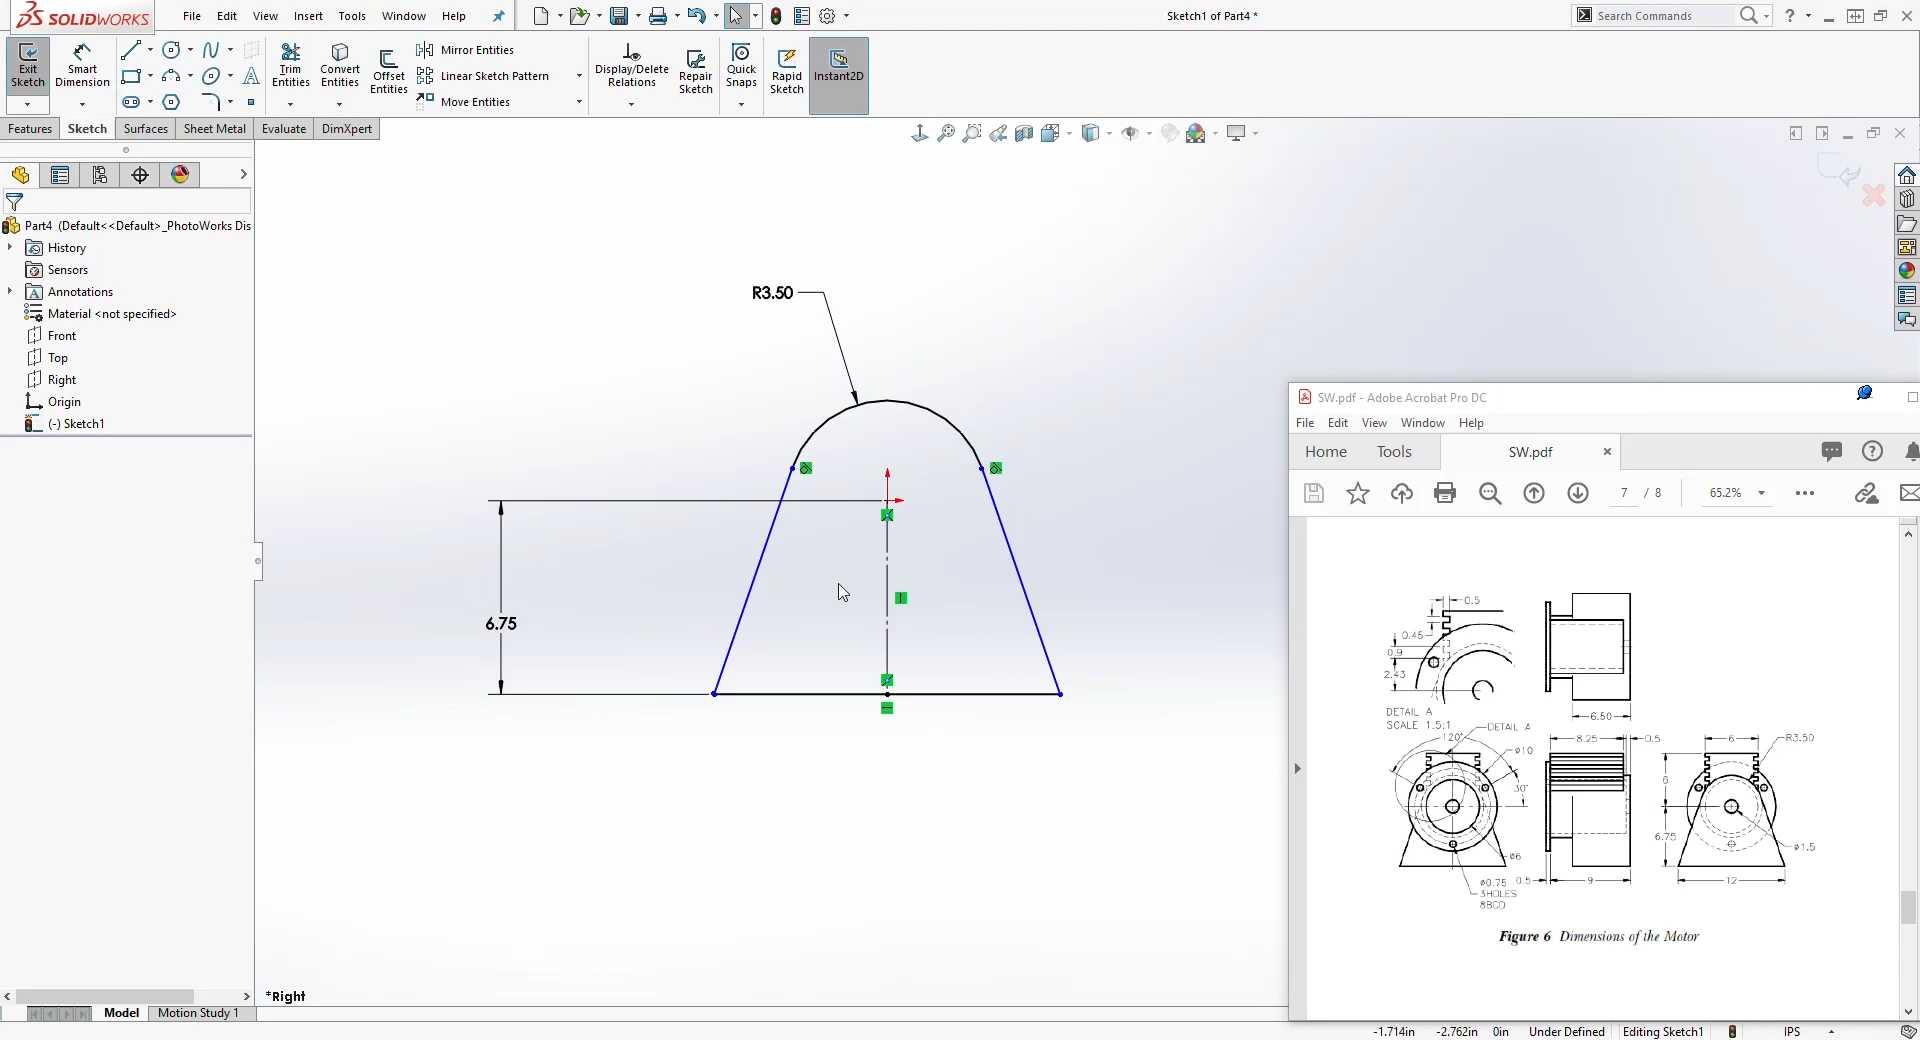 SOLIDWORKS
File Edit View Insert Tools Window Help
Sketch1 of Part4 *
Search Commands
Exit Sketch
Smart Dimension
Trim Entities
Convert Entities
Offset Entities
Mirror Entities
Linear Sketch Pattern
Move Entities
Display/Delete Relations
Repair Sketch
Quick Snaps
Rapid Sketch
Instant2D
Features Sketch Surfaces Sheet Metal Evaluate DimXpert
Part4 (Default<<Default>_PhotoWorks Dis
History
Sensors
Annotations
Material <not specified>
Front
Top
Right
Origin
(-) Sketch1
R3.50
6.75
*Right
SW.pdf - Adobe Acrobat Pro DC
File Edit View Window Help
Home Tools SW.pdf
7 / 8 65.2%
0.5
0.45
0.9
2.43
DETAIL A
SCALE 1.5:1
6.50
DETAIL A
120°
8.25
0.5
6
R3.50
ø10
30°
6
6.75
ø1.5
ø6
ø0.75
3HOLES
8BCD
0.5
9
12
Figure 6 Dimensions of the Motor
Model Motion Study 1
-1.714in -2.762in 0in Under Defined Editing Sketch1 IPS